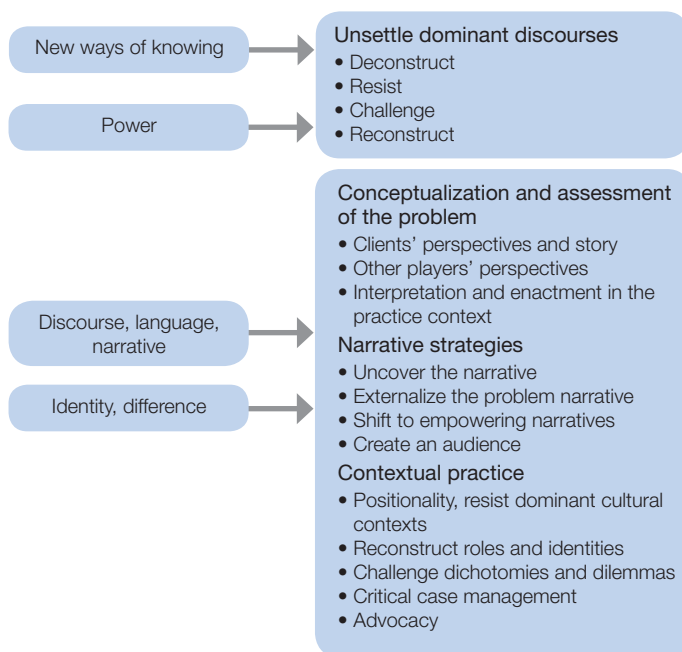 New ways of knowing
Power
Unsettle dominant discourses
• Deconstruct
• Resist
• Challenge
• Reconstruct
Discourse, language,
narrative
Identity, difference
Conceptualization and assessment
of the problem
• Clients' perspectives and story
• Other players' perspectives
• Interpretation and enactment in the
practice context
Narrative strategies
• Uncover the narrative
• Externalize the problem narrative
• Shift to empowering narratives
• Create an audience
Contextual practice
• Positionality, resist dominant cultural
contexts
• Reconstruct roles and identities
• Challenge dichotomies and dilemmas
• Critical case management
• Advocacy